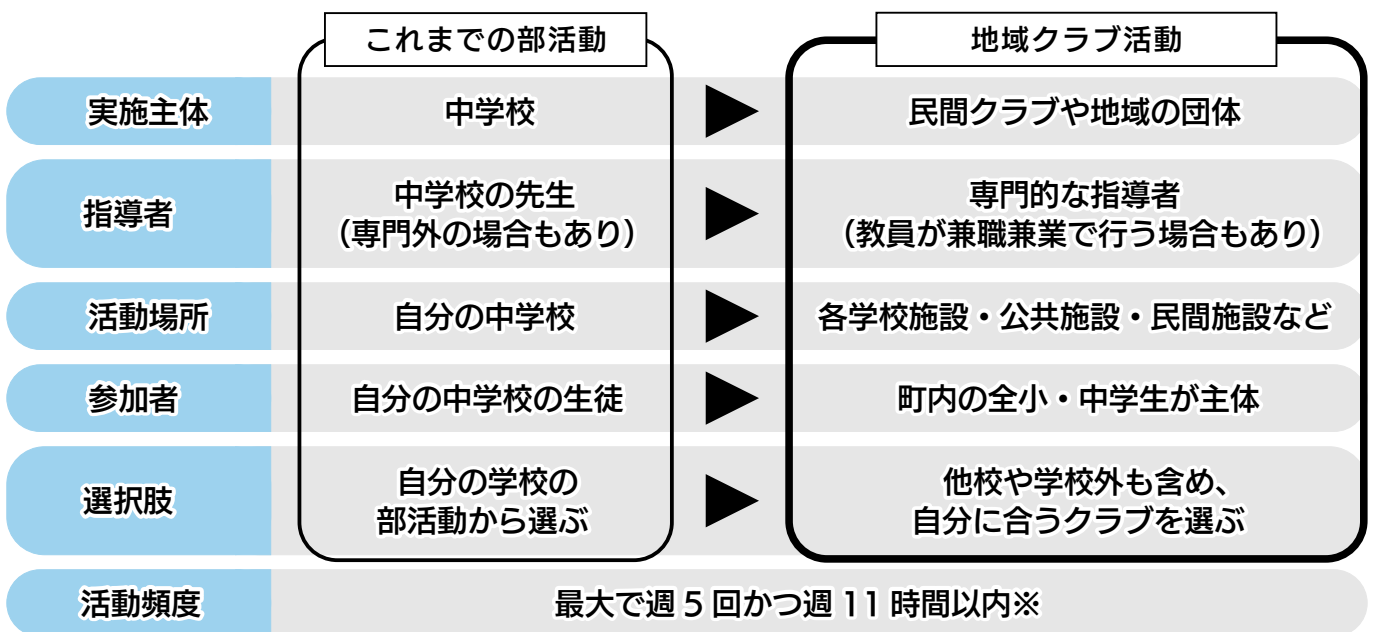 これまでの部活動
地域クラブ活動
実施主体
中学校
民間クラブや地域の団体
指導者
中学校の先生
（専門外の場合もあり）
専門的な指導者
（教員が兼職兼業で行う場合もあり）
活動場所
自分の中学校
各学校施設・公共施設・民間施設など
参加者
自分の中学校の生徒
町内の全小・中学生が主体
選択肢
自分の学校の
部活動から選ぶ
他校や学校外も含め、
自分に合うクラブを選ぶ
活動頻度
最大で週 5 回かつ週 11 時間以内※